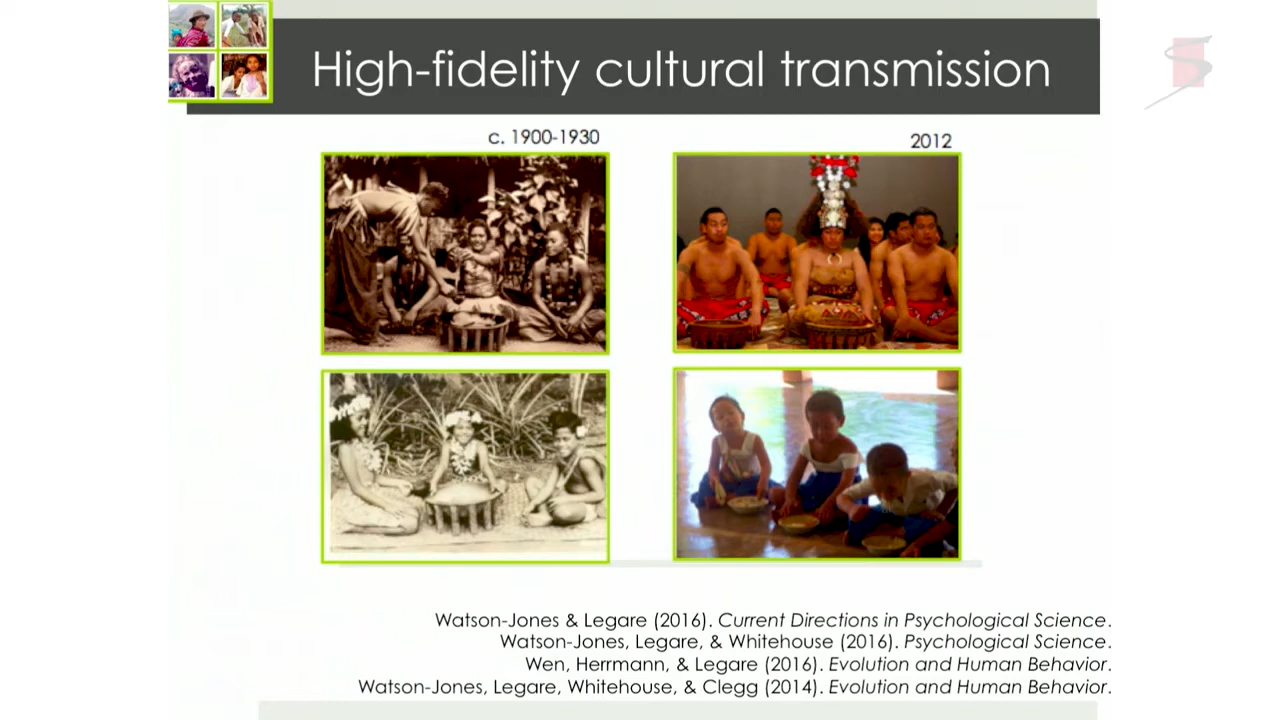 High-fidelity cultural transmission
c. 1900-1930
2012
Watson-Jones & Legare (2016). Current Directions in Psychological Science.
Watson-Jones, Legare, & Whitehouse (2016). Psychological Science.
Wen, Herrmann, & Legare (2016). Evolution and Human Behavior.
Watson-Jones, Legare, Whitehouse, & Clegg (2014). Evolution and Human Behavior.